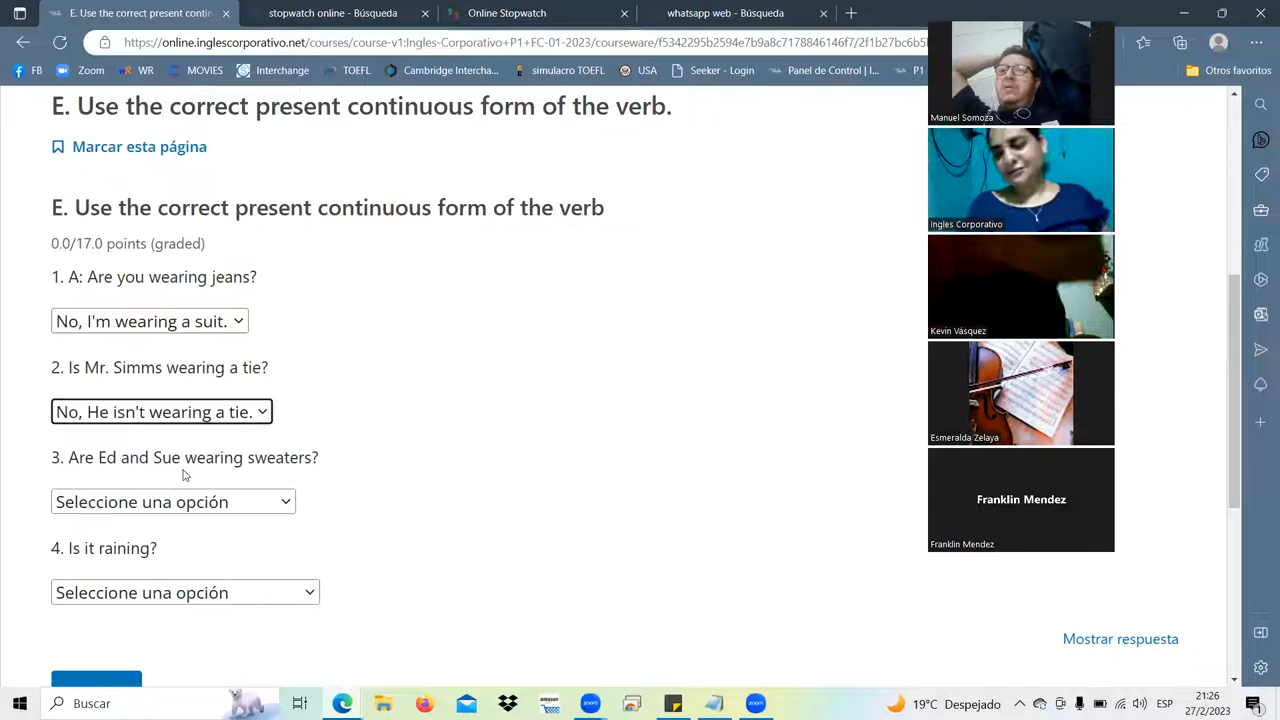 E. Use the correct present conti
stopwatch online - Búsqueda
Online Stopwatch
whatsapp web - Búsqueda
https://online.inglescorporativo.net/courses/course-v1:Ingles-Corporativo+P1+FC-01-2023/courseware/f5342295b2594e7b9a8c7178846146f7/2f1b27bc6b5
FB
Zoom
WR
MOVIES
Interchange
TOEFL
Cambridge Intercha...
simulacro TOEFL
USA
Seeker - Login
Panel de Control | I...
P1
Otros favoritos
E. Use the correct present continuous form of the verb.
Marcar esta página
E. Use the correct present continuous form of the verb
0.0/17.0 points (graded)
1. A: Are you wearing jeans?
No, I'm wearing a suit.
2. Is Mr. Simms wearing a tie?
No, He isn't wearing a tie.
3. Are Ed and Sue wearing sweaters?
Seleccione una opción
4. Is it raining?
Seleccione una opción
Mostrar respuesta
Manuel Somoza
Ingles Corporativo
Kevin Vásquez
Esmeralda Zelaya
Franklin Mendez
Franklin Mendez
Buscar
amazon
zoom
zoom
19°C Despejado
ESP
21:26
27/2/2023
1